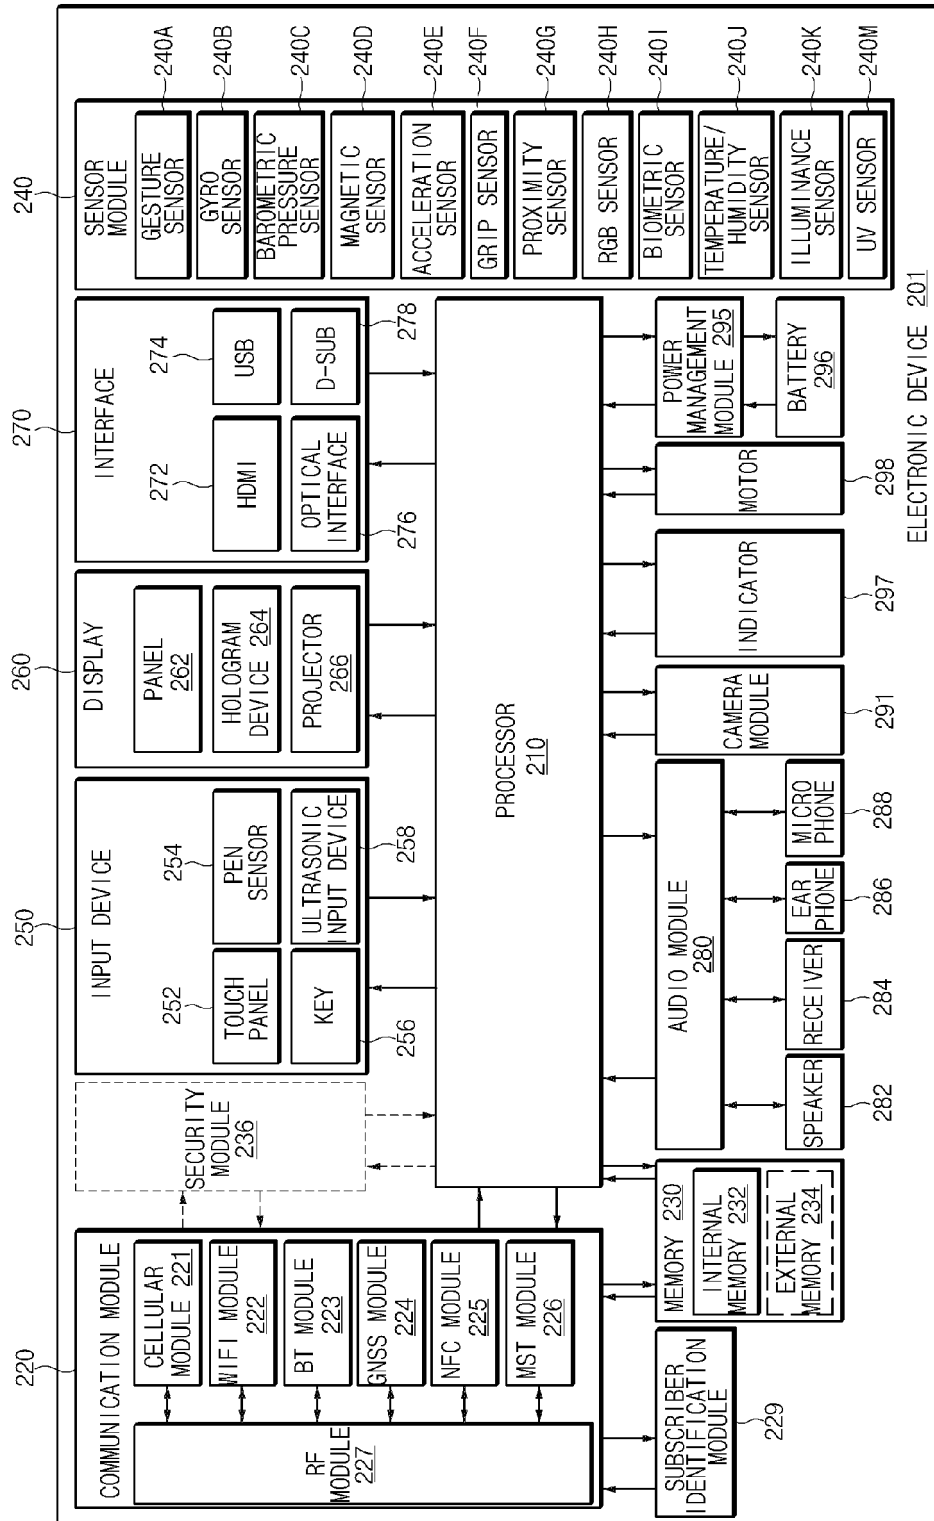 220
COMMUNICATION MODULE
RF
MODULE
227
CELLULAR
MODULE 221
WIFI MODULE
222
BT MODULE
223
GNSS MODULE
224
NFC MODULE
225
MST MODULE
226
SECURITY
MODULE
236
SUBSCRIBER
IDENTIFICATION
MODULE
229
MEMORY 230
INTERNAL
MEMORY 232
EXTERNAL
MEMORY 234
250
INPUT DEVICE
252
TOUCH
PANEL
254
PEN
SENSOR
KEY
256
ULTRASONIC
INPUT DEVICE
258
260
DISPLAY
PANEL
262
HOLOGRAM
DEVICE 264
PROJECTOR
266
270
INTERFACE
272
HDMI
274
USB
OPTICAL
INTERFACE
276
D-SUB
278
240
SENSOR
MODULE
GESTURE
SENSOR
240A
GYRO
SENSOR
240B
BAROMETRIC
PRESSURE
SENSOR
240C
MAGNETIC
SENSOR
240D
ACCELERATION
SENSOR
240E
GRIP SENSOR
240F
PROXIMITY
SENSOR
240G
RGB SENSOR
240H
BIOMETRIC
SENSOR
240I
TEMPERATURE/
HUMIDITY
SENSOR
240J
ILLUMINANCE
SENSOR
240K
UV SENSOR
240M
PROCESSOR
210
AUDIO MODULE
280
SPEAKER
282
RECEIVER
284
EAR
PHONE
286
MICRO
PHONE
288
CAMERA
MODULE
291
INDICATOR
297
MOTOR
298
POWER
MANAGEMENT
MODULE 295
BATTERY
296
ELECTRONIC DEVICE 201